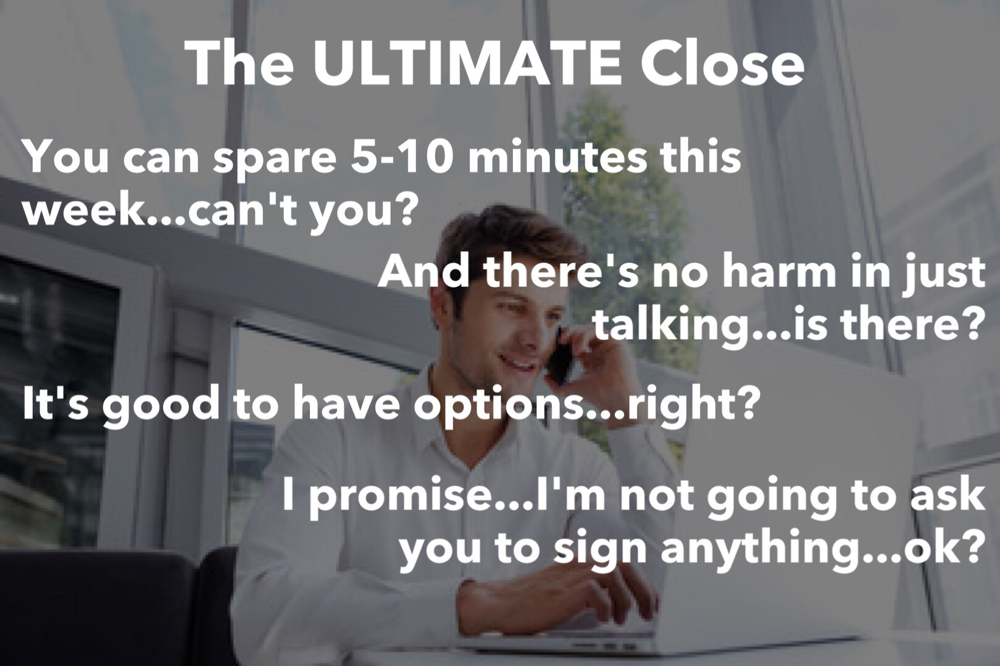 The ULTIMATE Close
You can spare 5-10 minutes this
week...can't you?
And there's no harm in just
talking...is there?
It's good to have options...right?
I promise...I'm not going to ask
you to sign anything...ok?